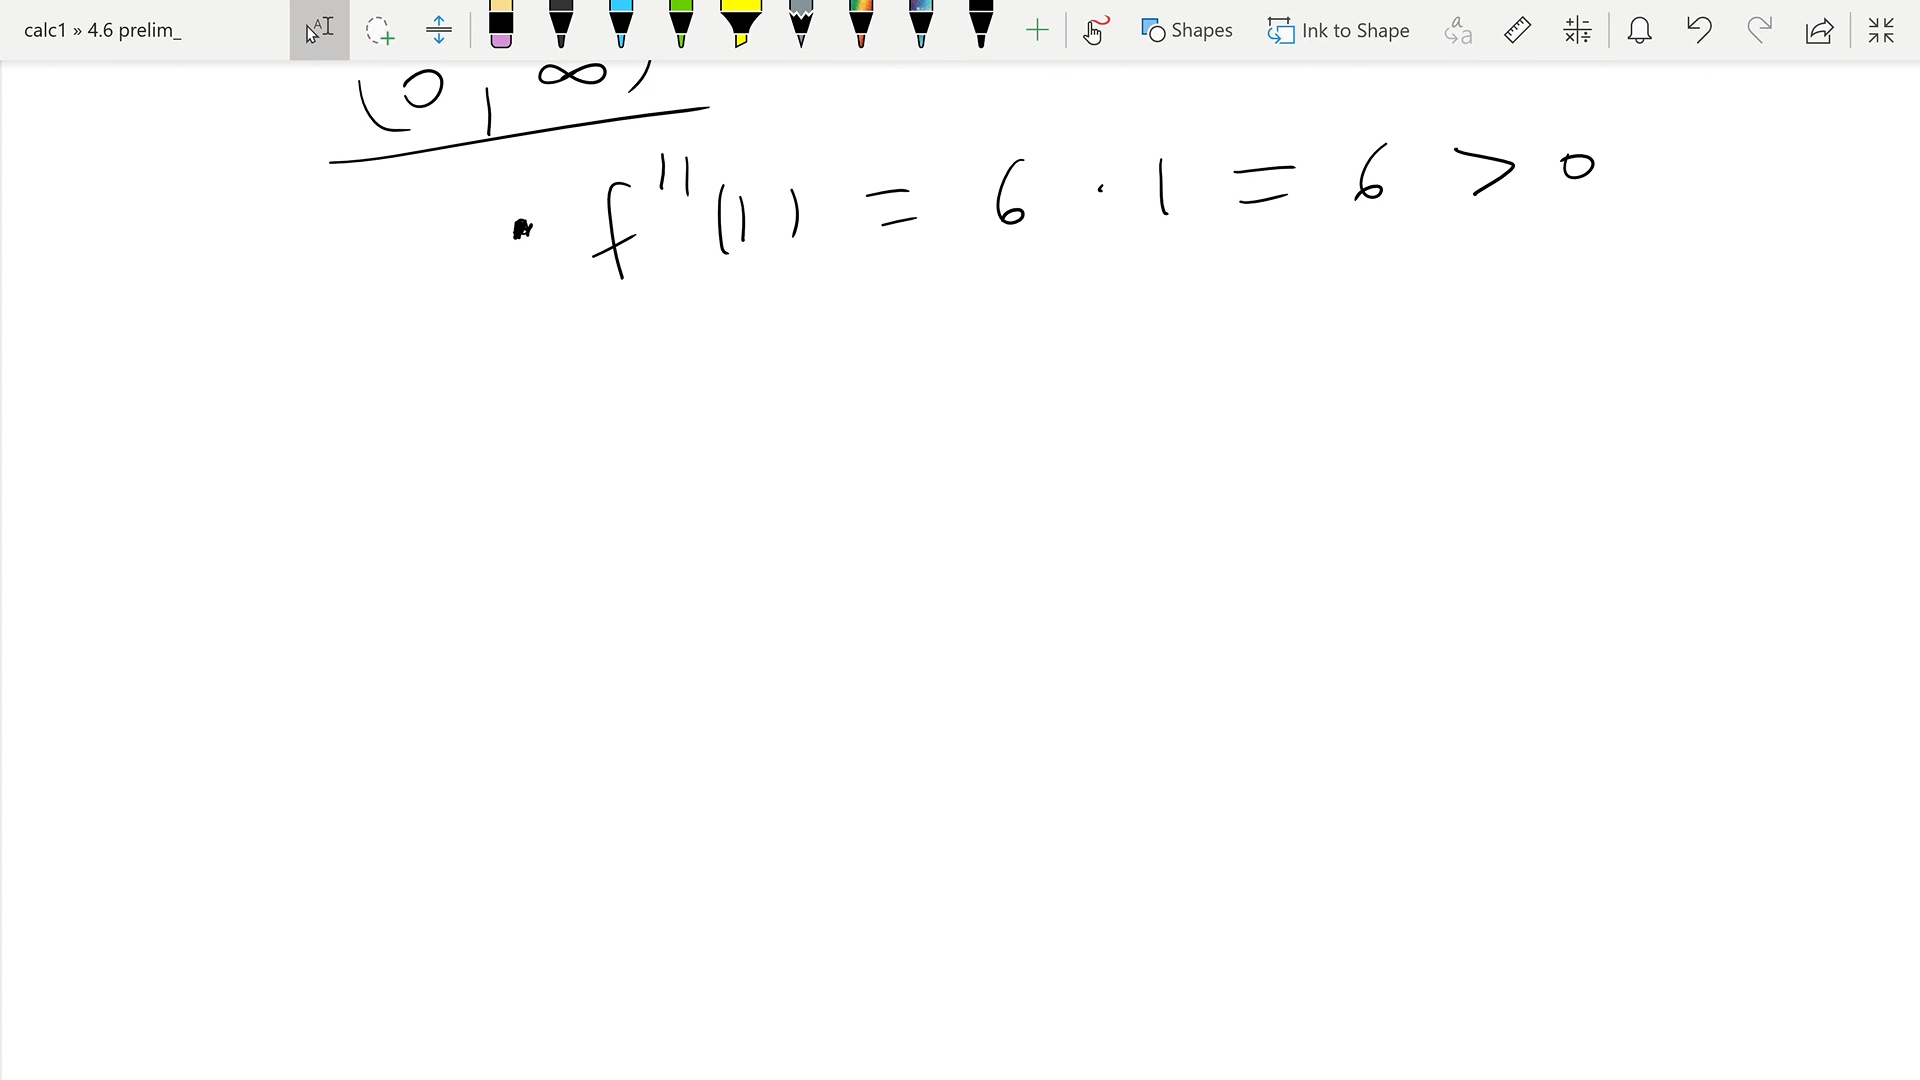 calc1 » 4.6 prelim_ Shapes Ink to Shape
(0, ∞)
• f''(1) = 6 · 1 = 6 > 0